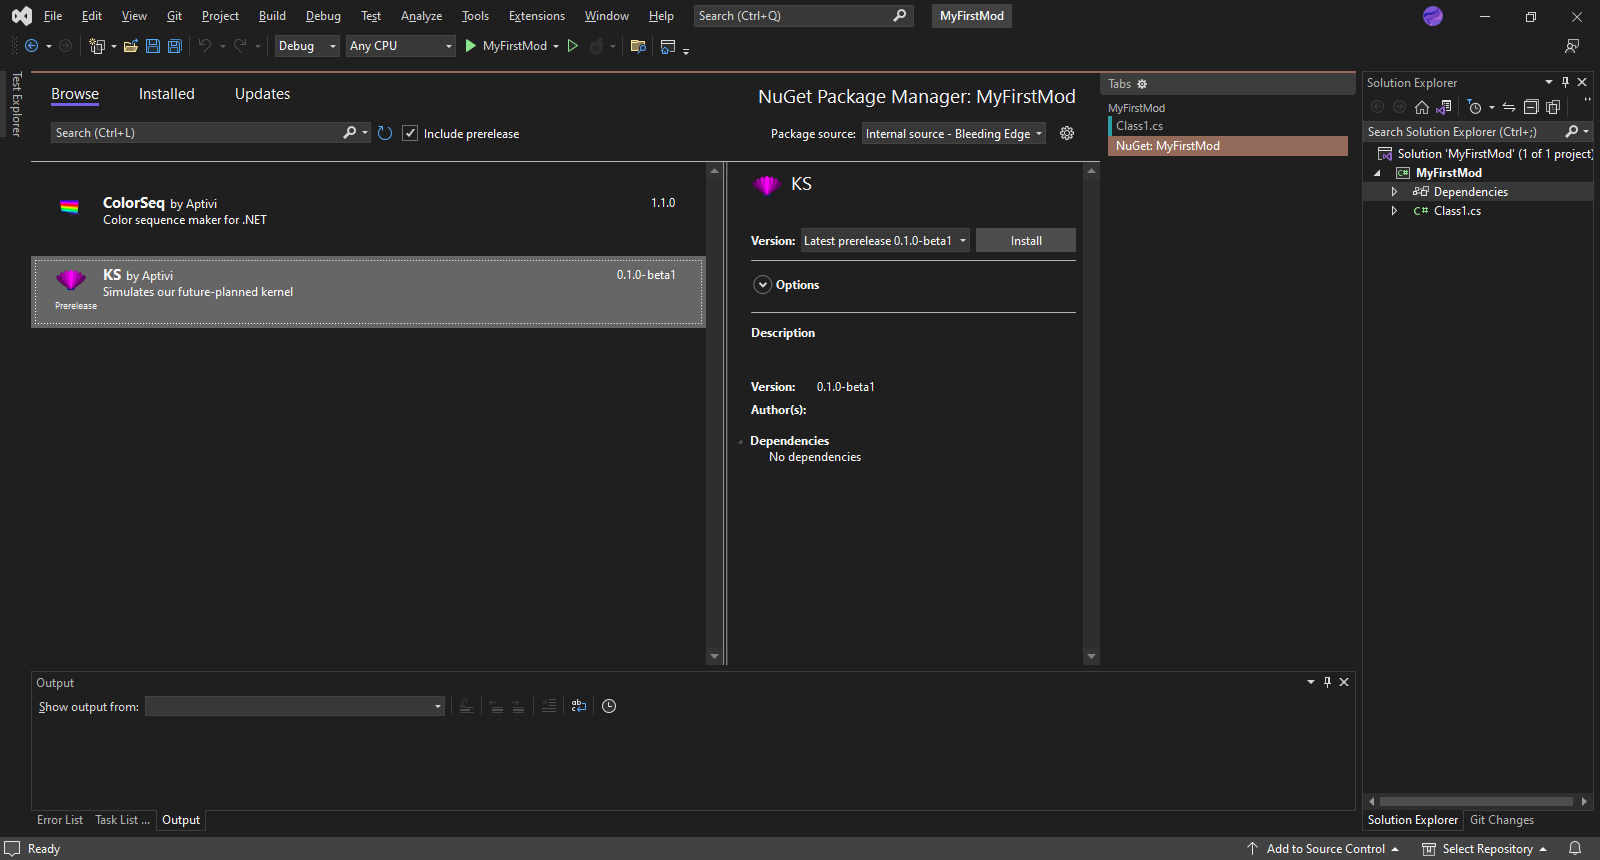 File Edit View Git Project Build Debug Test Analyze Tools Extensions Window Help Search (Ctrl+Q) MyFirstMod
Debug Any CPU MyFirstMod
Test Explorer
Browse Installed Updates
NuGet Package Manager: MyFirstMod
Search (Ctrl+L) Include prerelease Package source: Internal source - Bleeding Edge
ColorSeq by Aptivi 1.1.0
Color sequence maker for .NET
KS by Aptivi 0.1.0-beta1
Simulates our future-planned kernel
Prerelease
KS
Version: Latest prerelease 0.1.0-beta1 Install
Options
Description
Version: 0.1.0-beta1
Author(s):
Dependencies
No dependencies
Tabs
MyFirstMod
Class1.cs
NuGet: MyFirstMod
Solution Explorer
Search Solution Explorer (Ctrl+;)
Solution 'MyFirstMod' (1 of 1 project)
C# MyFirstMod
Dependencies
C# Class1.cs
Output
Show output from:
Error List Task List ... Output
Solution Explorer Git Changes
Ready Add to Source Control Select Repository